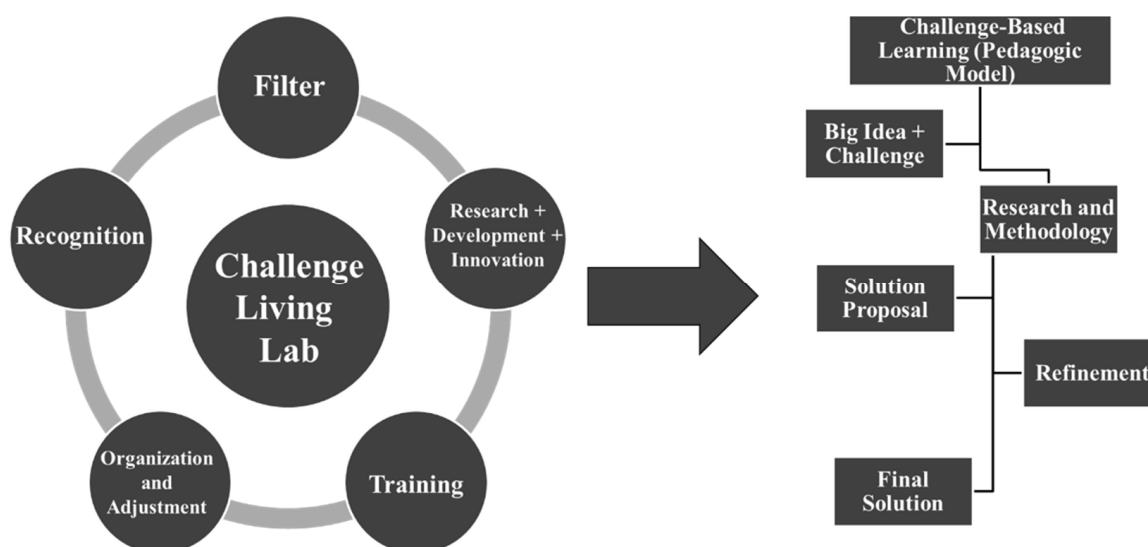 Filter
Research +
Development +
Innovation
Training
Organization
and
Adjustment
Recognition
Challenge
Living
Lab
Challenge-Based
Learning (Pedagogic
Model)
Big Idea +
Challenge
Research and
Methodology
Solution
Proposal
Refinement
Final
Solution